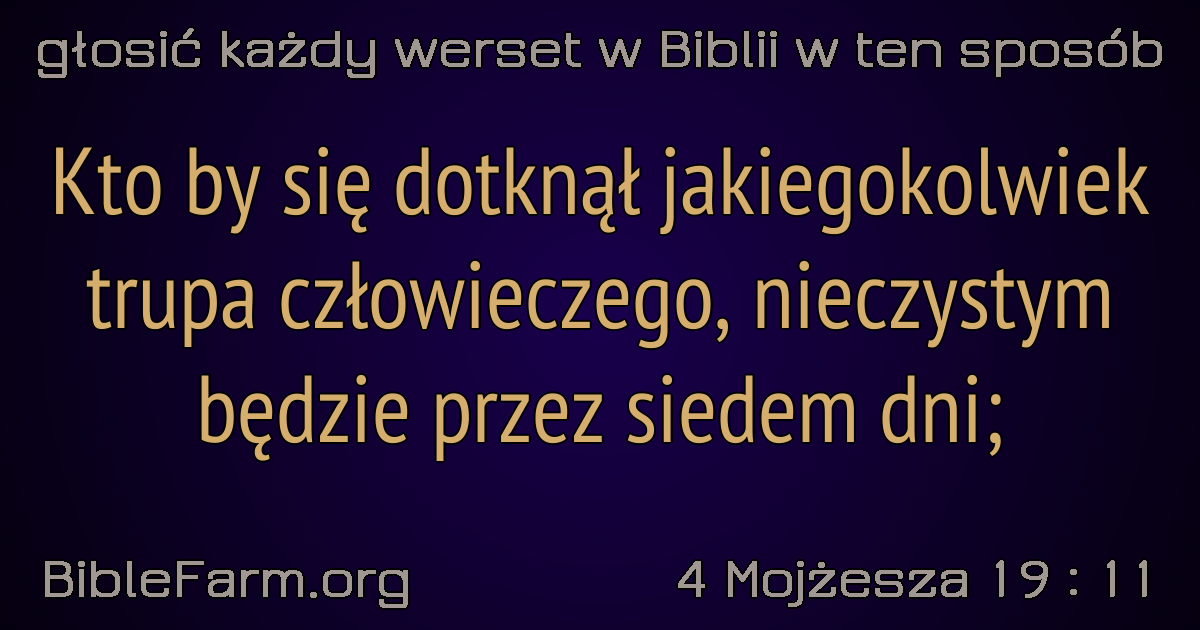 głosić każdy werset w Biblii w ten sposób
Kto by się dotknął jakiegokolwiek
trupa człowieczego, nieczystym
będzie przez siedem dni;
BibleFarm.org
4 Mojżesza 19 : 11